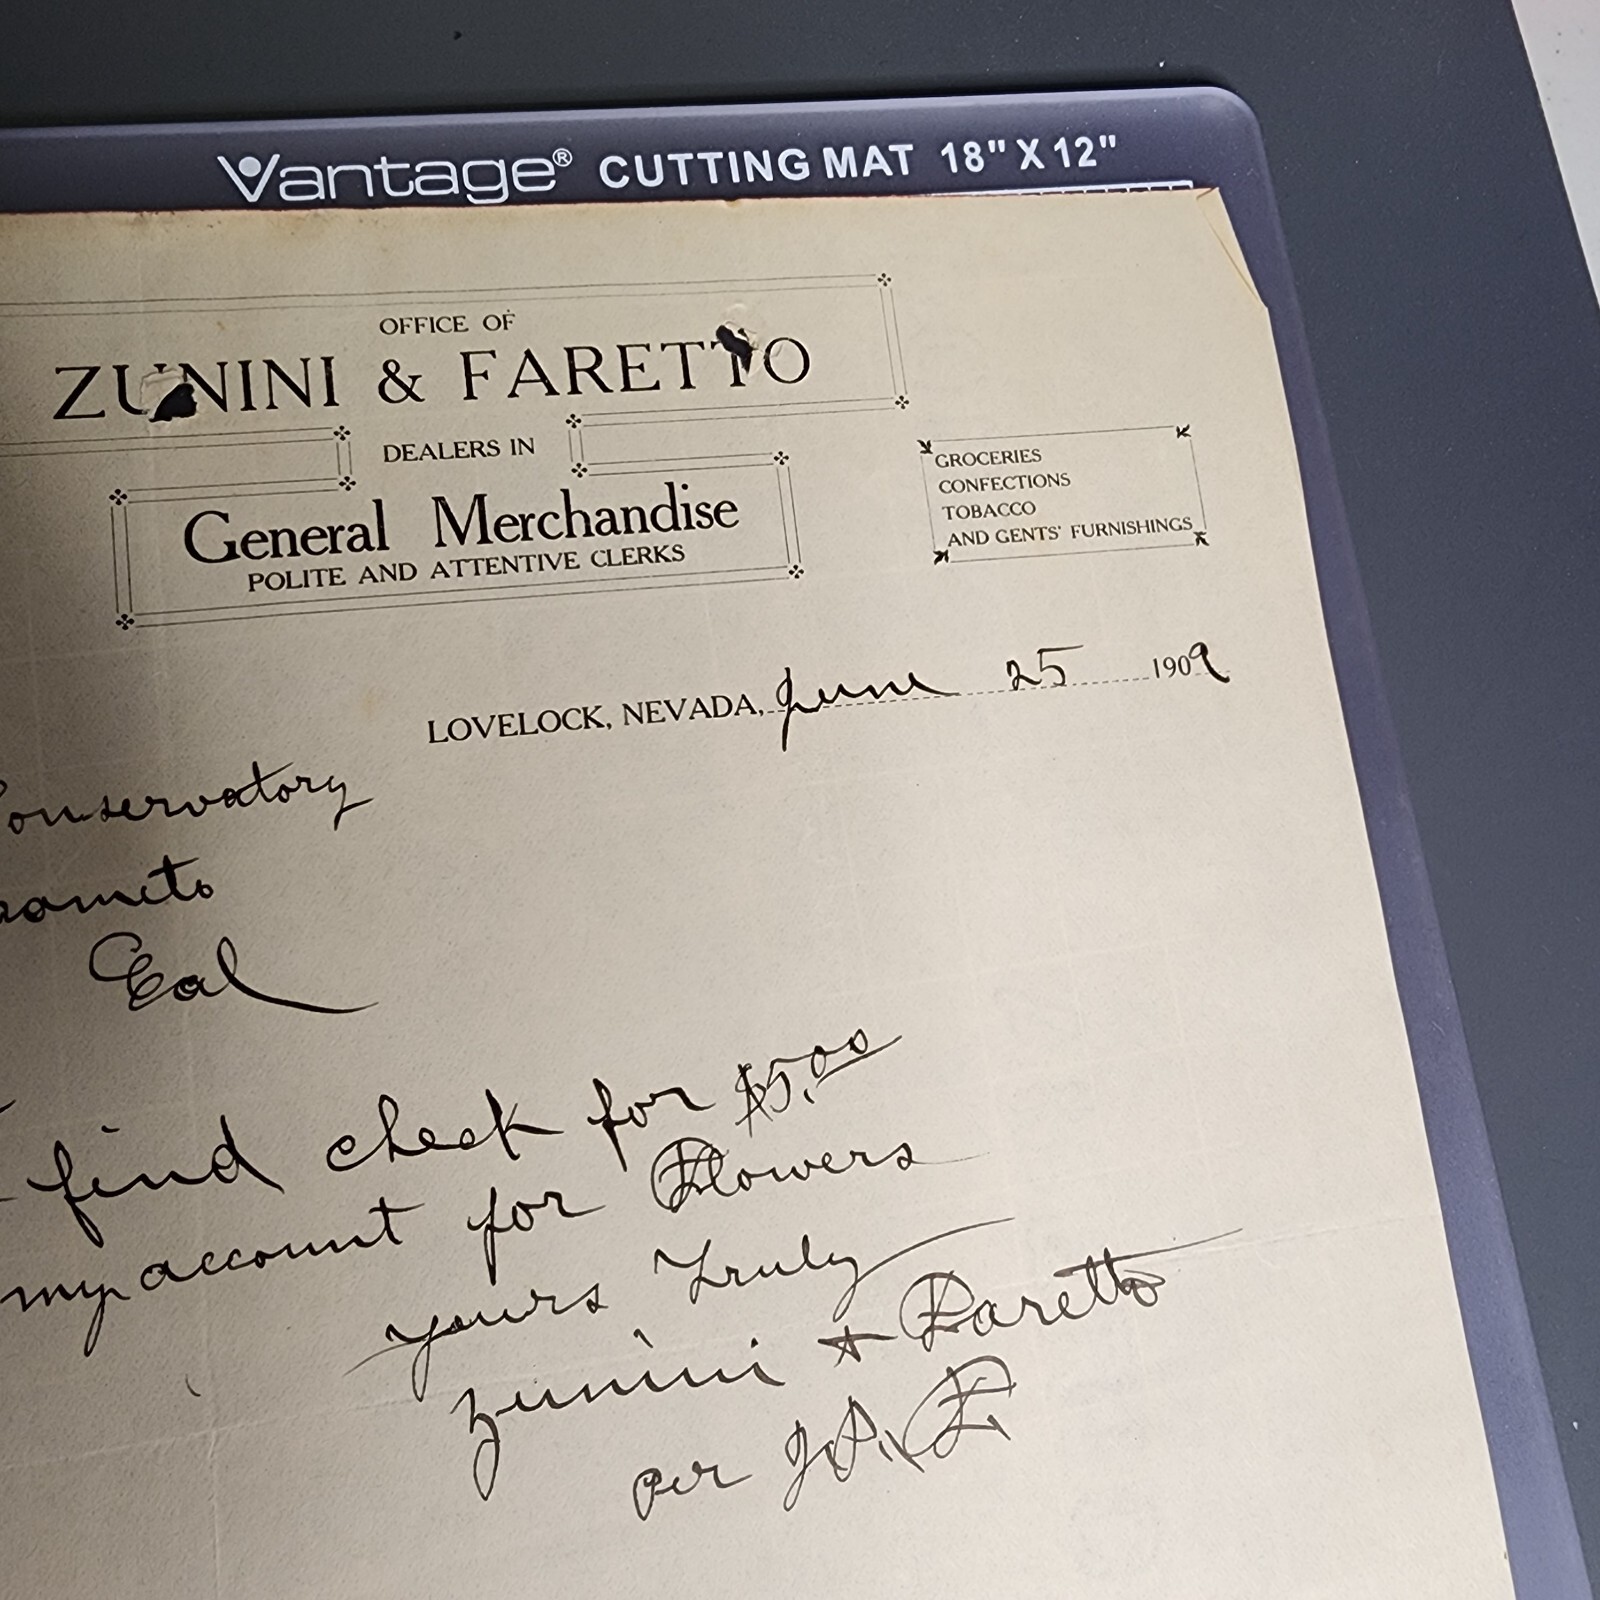 Vantage® CUTTING MAT 18" X 12"
OFFICE OF
ZUNINI & FARETTO
DEALERS IN
General Merchandise
POLITE AND ATTENTIVE CLERKS
GROCERIES
CONFECTIONS
TOBACCO
AND GENTS' FURNISHINGS
LOVELOCK, NEVADA, June 25 1909
Conservatory
ramento
Cal
find check for $5.00
my account for Flowers
yours Truly
Zunini & Faretto
per